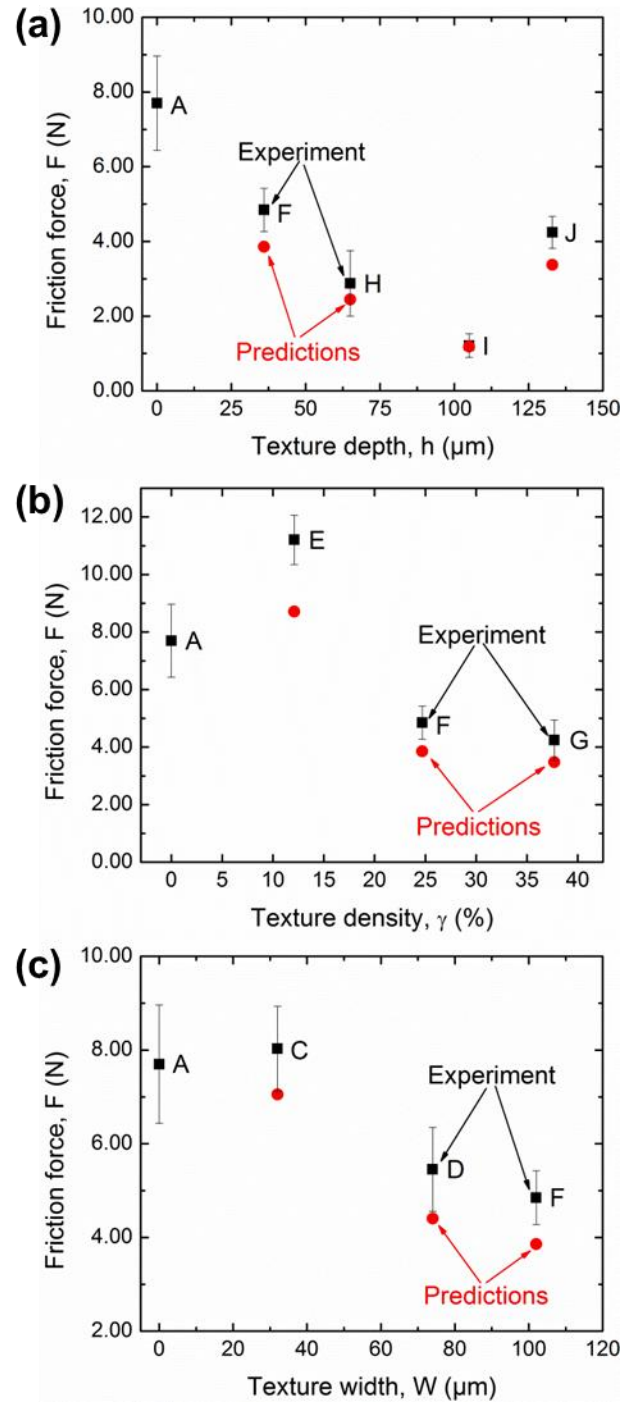 (a)
10.00
8.00
6.00
4.00
2.00
0.00
Friction force, F (N)
A
Experiment
F
H
J
I
Predictions
0 25 50 75 100 125 150
Texture depth, h (μm)
(b)
12.00
10.00
8.00
6.00
4.00
2.00
0.00
Friction force, F (N)
E
A
Experiment
F
G
Predictions
0 5 10 15 20 25 30 35 40
Texture density, γ (%)
(c)
10.00
8.00
6.00
4.00
2.00
Friction force, F (N)
A
C
Experiment
D
F
Predictions
0 20 40 60 80 100 120
Texture width, W (μm)